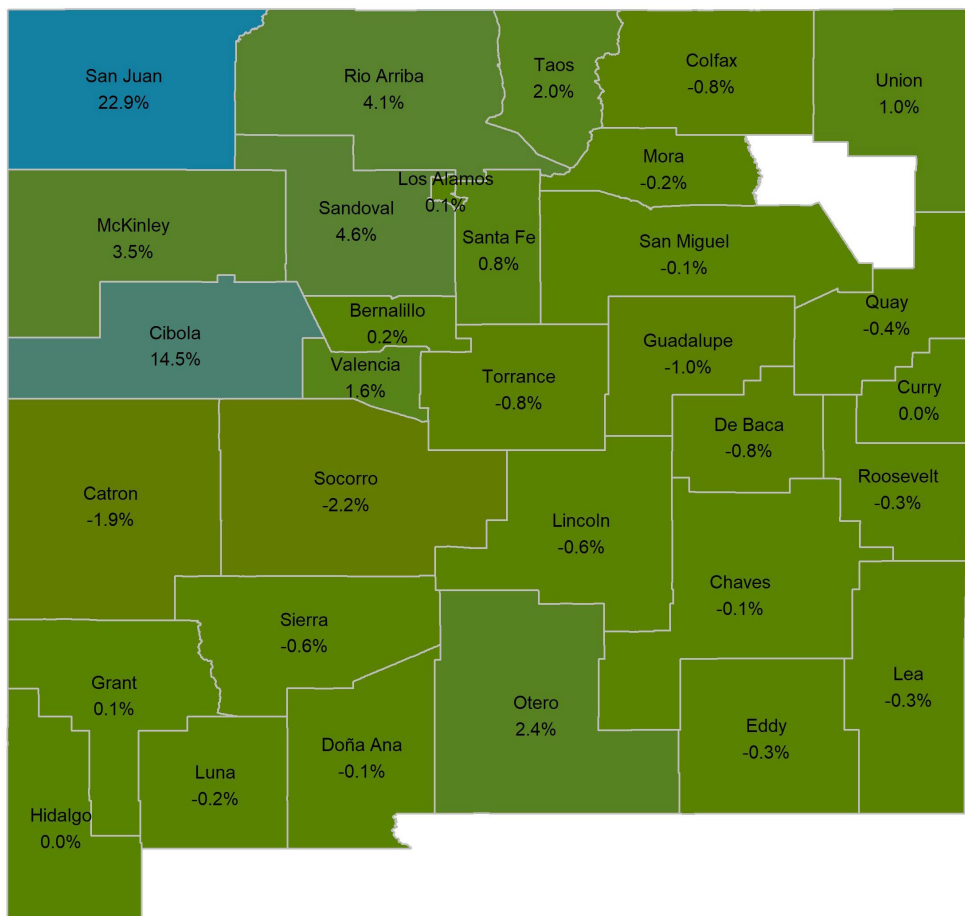 San Juan
22.9%
Rio Arriba
4.1%
Taos
2.0%
Colfax
-0.8%
Union
1.0%
Mora
-0.2%
Los Alamos
0.1%
McKinley
3.5%
Sandoval
4.6%
Santa Fe
0.8%
San Miguel
-0.1%
Quay
-0.4%
Cibola
14.5%
Bernalillo
0.2%
Valencia
1.6%
Torrance
-0.8%
Guadalupe
-1.0%
Curry
0.0%
De Baca
-0.8%
Roosevelt
-0.3%
Catron
-1.9%
Socorro
-2.2%
Lincoln
-0.6%
Chaves
-0.1%
Sierra
-0.6%
Grant
0.1%
Otero
2.4%
Lea
-0.3%
Eddy
-0.3%
Doña Ana
-0.1%
Luna
-0.2%
Hidalgo
0.0%